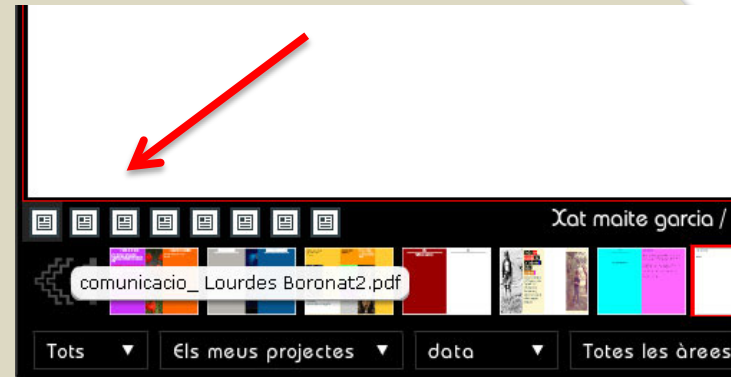 Xat maite garcia /
comunicacio_ Lourdes Boronat2.pdf
Tots ▼ Els meus projectes ▼ data ▼ Totes les àrees